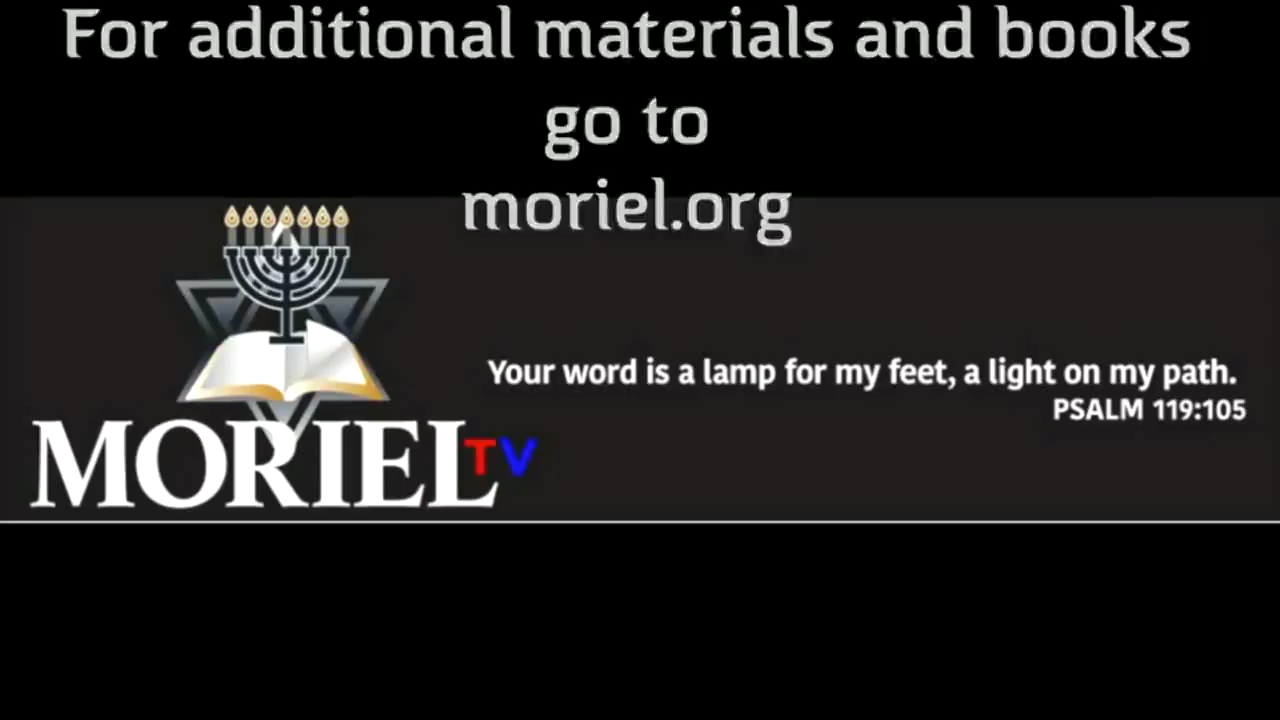 For additional materials and books
go to
moriel.org
Your word is a lamp for my feet, a light on my path.
PSALM 119:105
MORIEL TV